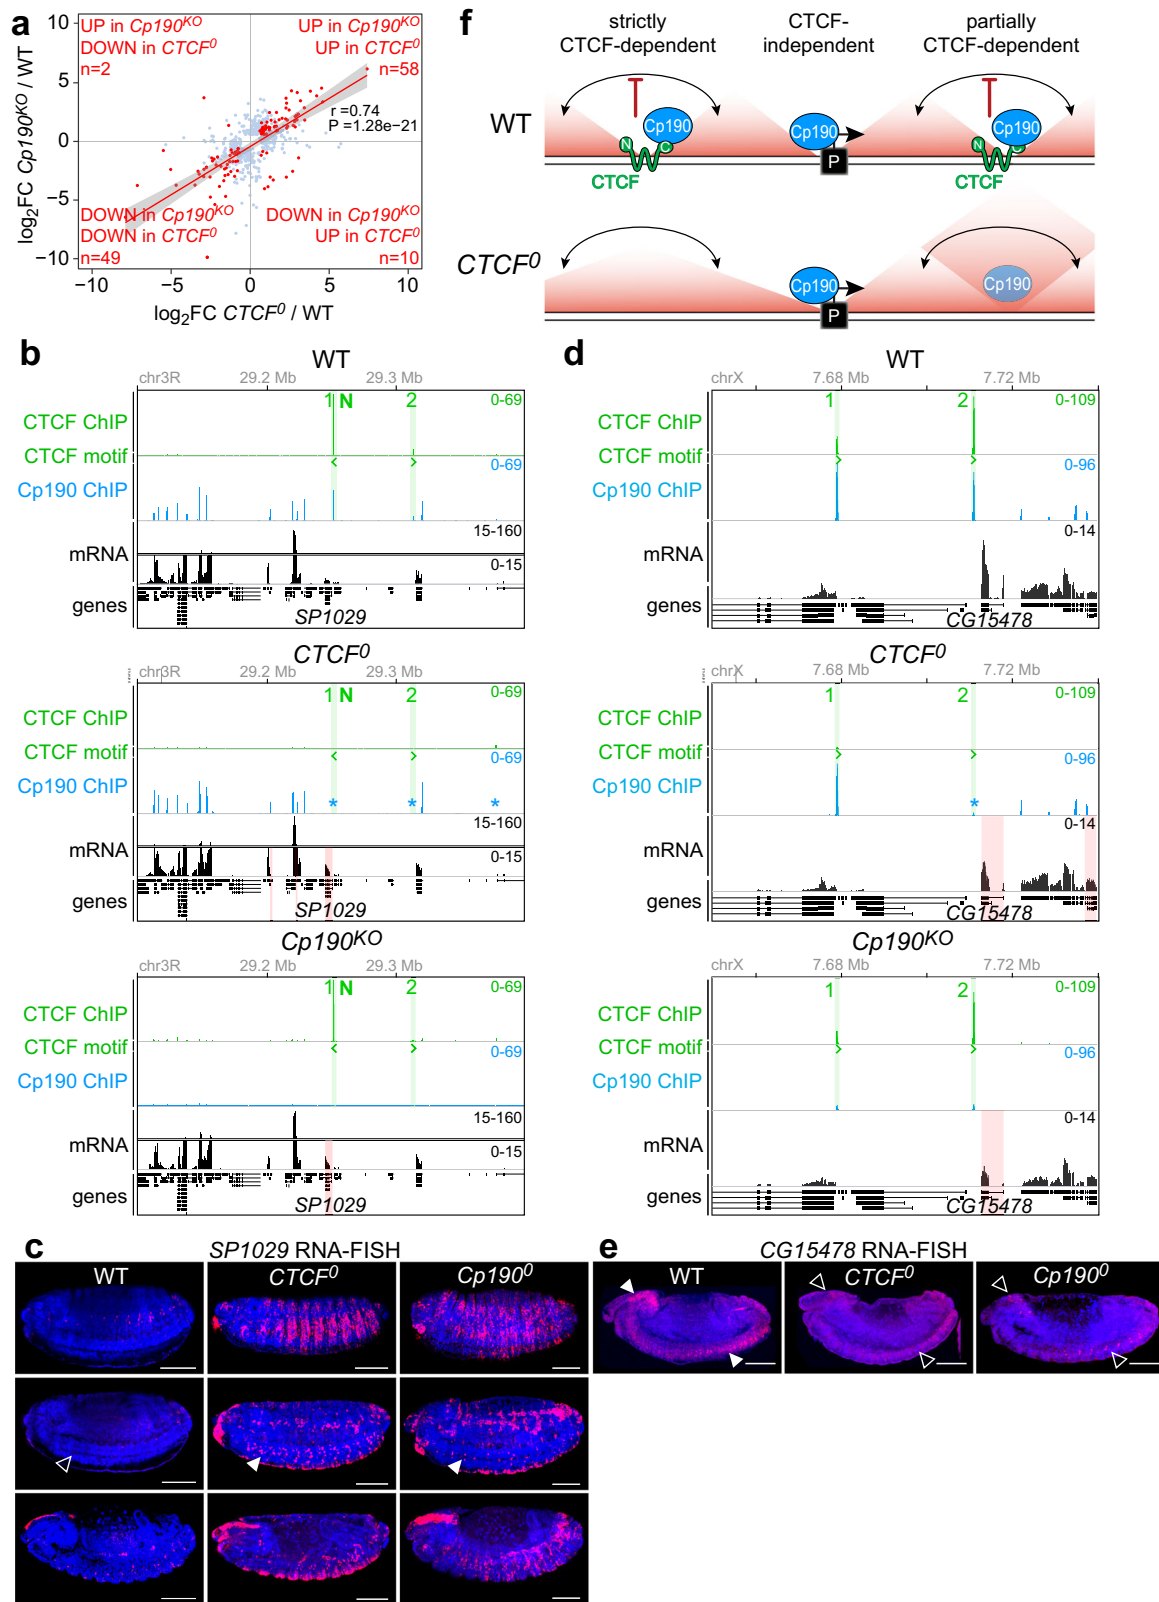 a
10
5
0
−5
−10
log2FC Cp190KO / WT
UP in Cp190KO
DOWN in CTCF0
n=2
UP in Cp190KO
UP in CTCF0
n=58
r =0.74
P =1.28e−21
DOWN in Cp190KO
DOWN in CTCF0
n=49
DOWN in Cp190KO
UP in CTCF0
n=10
−10 −5 0 5 10
log2FC CTCF0 / WT
f
strictly CTCF-dependent
CTCF-independent
partially CTCF-dependent
WT
Cp190
N C
CTCF
Cp190
P
Cp190
N C
CTCF
CTCF0
Cp190
P
Cp190
b
WT
chr3R 29.2 Mb 29.3 Mb
1 N 2 0-69
CTCF ChIP
CTCF motif < >
0-69
Cp190 ChIP
15-160
mRNA
0-15
genes
SP1029
CTCF0
chr3R 29.2 Mb 29.3 Mb
1 N 2 0-69
CTCF ChIP
CTCF motif < >
0-69
Cp190 ChIP
* * *
15-160
mRNA
0-15
genes
SP1029
Cp190KO
chr3R 29.2 Mb 29.3 Mb
1 N 2 0-69
CTCF ChIP
CTCF motif < >
0-69
Cp190 ChIP
15-160
mRNA
0-15
genes
SP1029
d
WT
chrX 7.68 Mb 7.72 Mb
1 2 0-109
CTCF ChIP
CTCF motif > >
0-96
Cp190 ChIP
0-14
mRNA
genes
CG15478
CTCF0
chrX 7.68 Mb 7.72 Mb
1 2 0-109
CTCF ChIP
CTCF motif > >
0-96
Cp190 ChIP
*
0-14
mRNA
genes
CG15478
Cp190KO
chrX 7.68 Mb 7.72 Mb
1 2 0-109
CTCF ChIP
CTCF motif > >
0-96
Cp190 ChIP
0-14
mRNA
genes
CG15478
c
SP1029 RNA-FISH
WT CTCF0 Cp1900
e
CG15478 RNA-FISH
WT CTCF0 Cp1900